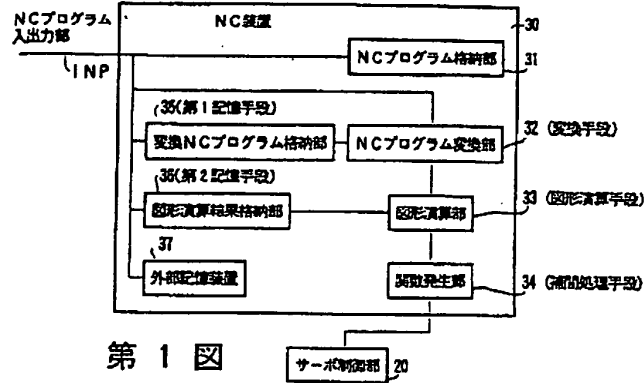 NCプログラム
入出力部
INP
NC装置
30
NCプログラム格納部
31
35(第1記憶手段)
変換NCプログラム格納部
NCプログラム変換部
32 (変換手段)
36(第2記憶手段)
図形演算結果格納部
図形演算部
33 (図形演算手段)
37
外部記憶装置
関数発生部
34 (補間処理手段)
第1図
サーボ制御部
20